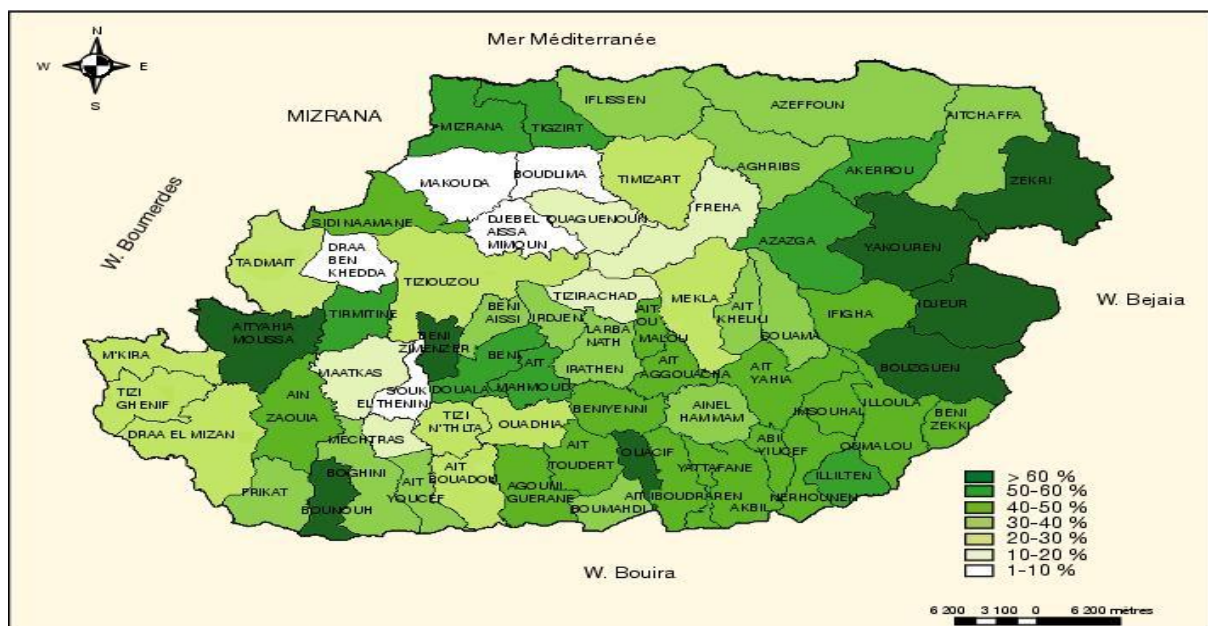 N
W
E
S
Mer Méditerranée
MIZRANA
W. Boumerdes
W. Bejaia
W. Bouira
IFLISSEN
AZEFFOUN
MIZRANA
TIGZIRT
AITCHAFFA
AGHRIBS
AKERROU
ZEKRI
MAKOUDA
BOUDLIMA
TIMIZART
FREHA
SIDI NAAMANE
DJEBEL
AISSA
MIMOUN
OUAGUENOUN
AZAZGA
YAKOUREN
DRAA
BEN
KHEDDA
TADMAIT
TIZIOUZOU
TIZIRACHAD
MEKLA
AIT
KHELILI
SOUAMA
IFIGHA
IDJEUR
TIRMITINE
BENI
AISSI
IRDJEN
AIT
OU
MALOU
AITYAHIA
MOUSSA
BENI
ZIMENZER
LARBA
NATH
IRATHEN
BOUZGUEN
M'KIRA
MAATKAS
BENI
DOUALA
AIT
MAHMOUD
AIT
AGGOUACHA
AIT
YAHIA
TIZI
GHENIF
AIN
ZAOUIA
SOUK
EL THENIN
BENIYENNI
AINEL
HAMMAM
IMSOUHAL
ILLOULA
OUMALOU
BENI
ZEKKI
DRAA EL MIZAN
MECHTRAS
TIZI
N'THLTA
OUADHIA
AIT
TOUDERT
OUACIF
YATTAFANE
ABI
YIUCEF
ILLILTEN
FRIKAT
BOGHINI
BOUNOUH
AIT
YOUCEF
AIT
BOUADOU
AGOUNI
GUERANE
AIT
BOUMAHDI
IBOUDRAREN
AKBIL
NERHOUNEN
> 60 %
50-60 %
40-50 %
30-40 %
20-30 %
10-20 %
1-10 %
6 200 3 100 0 6 200 mètres